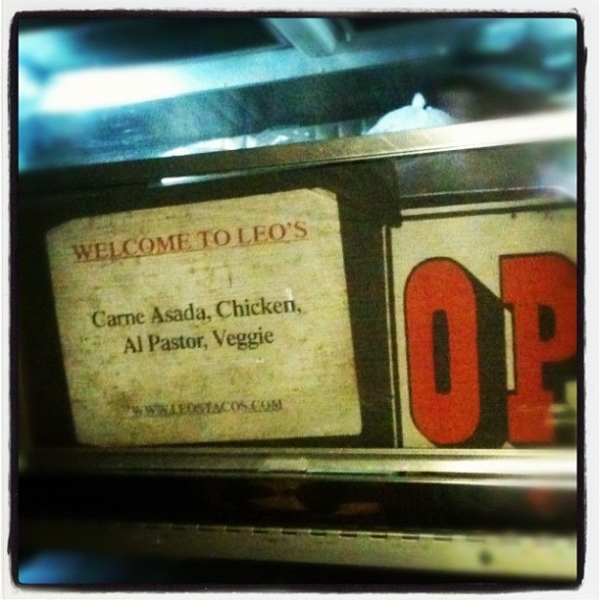 WELCOME TO LEO'S
Carne Asada, Chicken,
Al Pastor, Veggie
WWW.LEOSTACOS.COM
OP